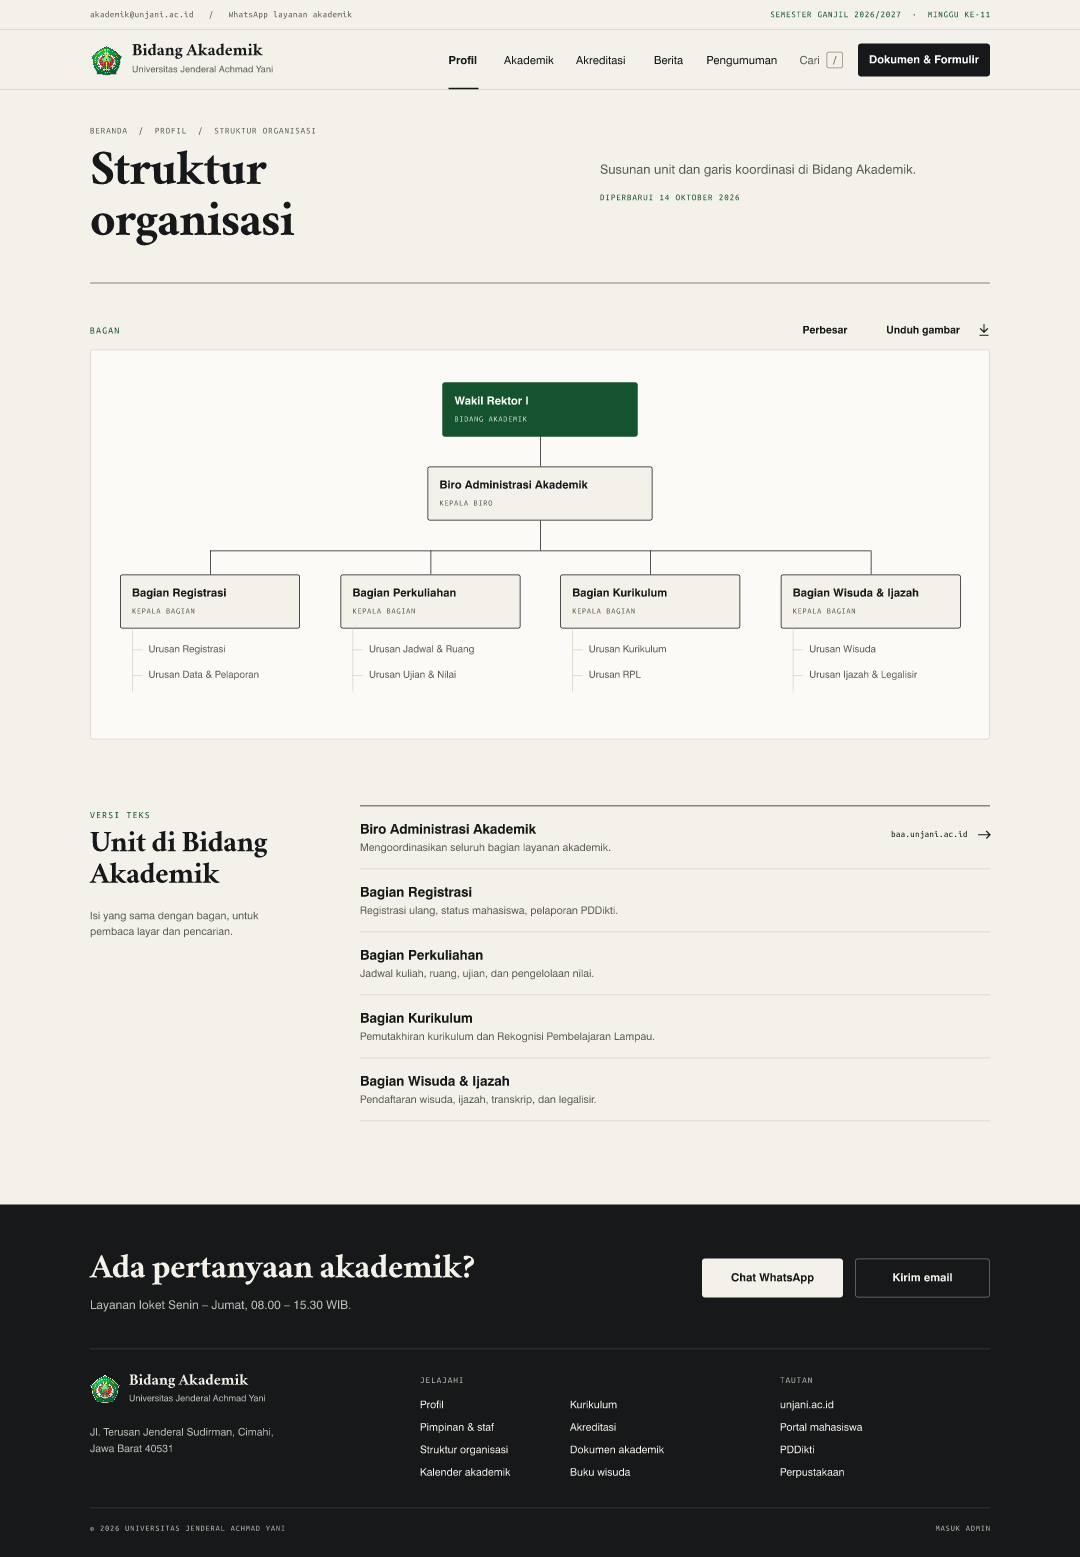 akademik@unjani.ac.id / WhatsApp layanan akademik
SEMESTER GANJIL 2026/2027 · MINGGU KE-11
Bidang Akademik
Universitas Jenderal Achmad Yani
Profil Akademik Akreditasi Berita Pengumuman Cari / Dokumen & Formulir
BERANDA / PROFIL / STRUKTUR ORGANISASI
Struktur
organisasi
Susunan unit dan garis koordinasi di Bidang Akademik.
DIPERBARUI 14 OKTOBER 2026
BAGAN
Perbesar Unduh gambar
Wakil Rektor I
BIDANG AKADEMIK
Biro Administrasi Akademik
KEPALA BIRO
Bagian Registrasi
KEPALA BAGIAN
Urusan Registrasi
Urusan Data & Pelaporan
Bagian Perkuliahan
KEPALA BAGIAN
Urusan Jadwal & Ruang
Urusan Ujian & Nilai
Bagian Kurikulum
KEPALA BAGIAN
Urusan Kurikulum
Urusan RPL
Bagian Wisuda & Ijazah
KEPALA BAGIAN
Urusan Wisuda
Urusan Ijazah & Legalisir
VERSI TEKS
Unit di Bidang
Akademik
Isi yang sama dengan bagan, untuk
pembaca layar dan pencarian.
Biro Administrasi Akademik
Mengoordinasikan seluruh bagian layanan akademik.
baa.unjani.ac.id →
Bagian Registrasi
Registrasi ulang, status mahasiswa, pelaporan PDDikti.
Bagian Perkuliahan
Jadwal kuliah, ruang, ujian, dan pengelolaan nilai.
Bagian Kurikulum
Pemutakhiran kurikulum dan Rekognisi Pembelajaran Lampau.
Bagian Wisuda & Ijazah
Pendaftaran wisuda, ijazah, transkrip, dan legalisir.
Ada pertanyaan akademik?
Layanan loket Senin – Jumat, 08.00 – 15.30 WIB.
Chat WhatsApp Kirim email
Bidang Akademik
Universitas Jenderal Achmad Yani
Jl. Terusan Jenderal Sudirman, Cimahi,
Jawa Barat 40531
JELAJAHI
Profil
Pimpinan & staf
Struktur organisasi
Kalender akademik
Kurikulum
Akreditasi
Dokumen akademik
Buku wisuda
TAUTAN
unjani.ac.id
Portal mahasiswa
PDDikti
Perpustakaan
© 2026 UNIVERSITAS JENDERAL ACHMAD YANI
MASUK ADMIN